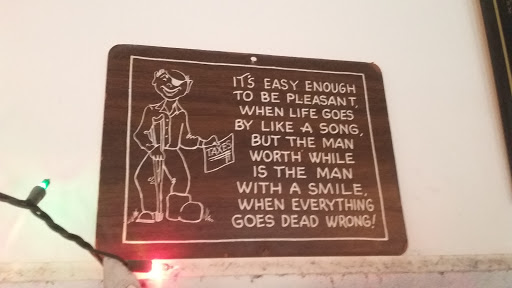 IT'S EASY ENOUGH
TO BE PLEASANT,
WHEN LIFE GOES
BY LIKE A SONG,
BUT THE MAN
WORTH WHILE
IS THE MAN
WITH A SMILE,
WHEN EVERYTHING
GOES DEAD WRONG!
TAXES